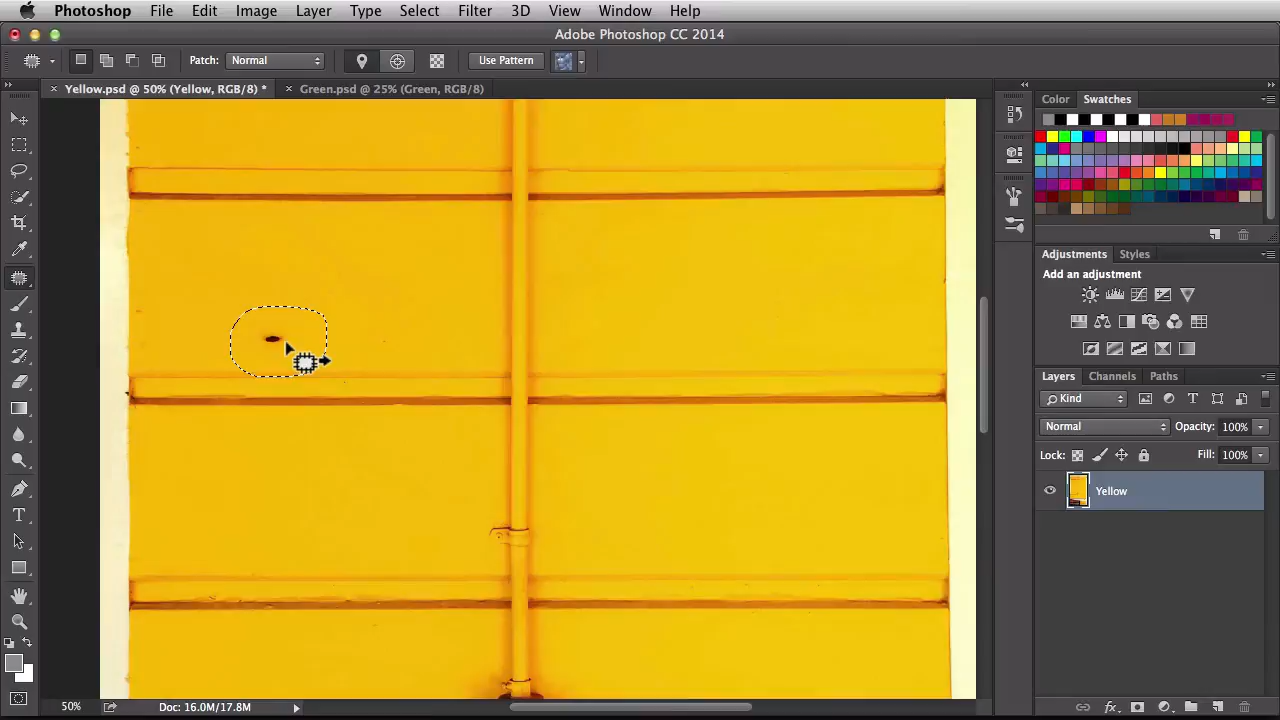 Photoshop File Edit Image Layer Type Select Filter 3D View Window Help
Adobe Photoshop CC 2014
Patch: Normal Use Pattern
Yellow.psd @ 50% (Yellow, RGB/8) * Green.psd @ 25% (Green, RGB/8)
Color Swatches
Adjustments Styles
Add an adjustment
Layers Channels Paths
Kind
Normal Opacity: 100%
Lock: Fill: 100%
Yellow
50% Doc: 16.0M/17.8M